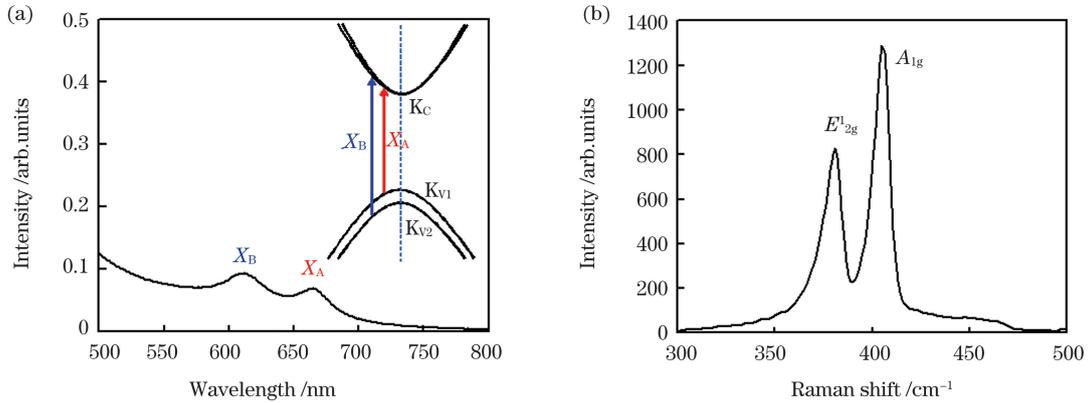 (a)
Intensity /arb.units
0.5
0.4
0.3
0.2
0.1
0
500 550 600 650 700 750 800
Wavelength /nm
X_B
X_A
X_B
X_A
K_C
K_V1
K_V2
(b)
Intensity /arb.units
1400
1200
1000
800
600
400
200
0
300 350 400 450 500
Raman shift /cm⁻¹
E¹₂g
A₁g